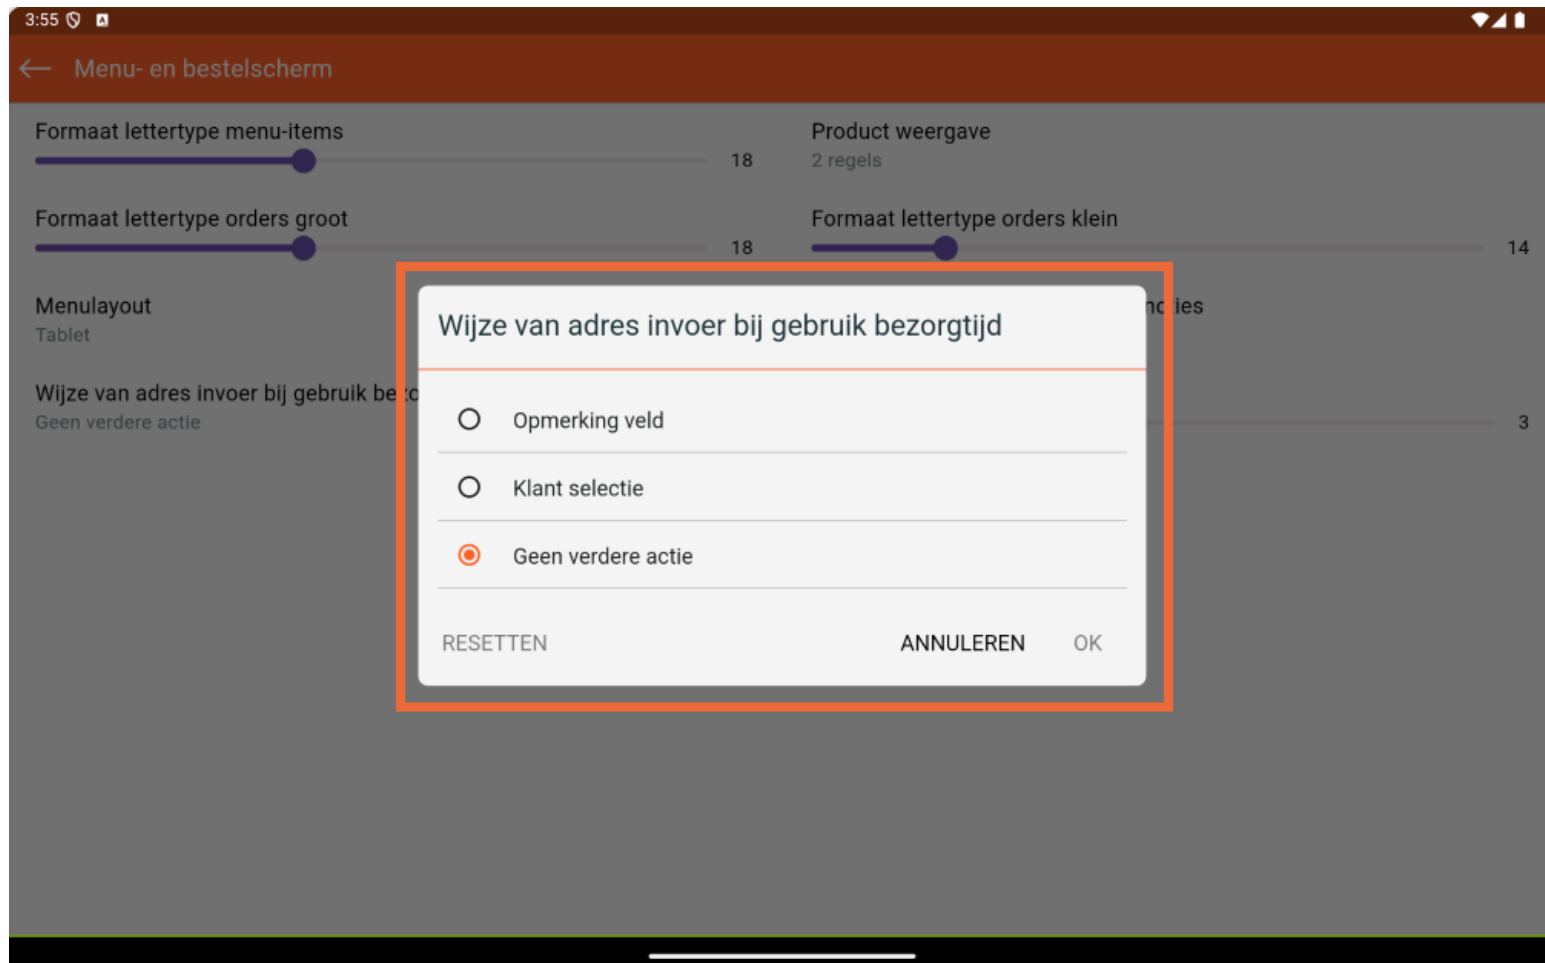 3:55
Menu- en bestelscherm
Formaat lettertype menu-items
18
Product weergave
2 regels
Formaat lettertype orders groot
18
Formaat lettertype orders klein
14
Menulayout
Tablet
Wijze van adres invoer bij gebruik
Geen verdere actie
3
Wijze van adres invoer bij gebruik bezorgtijd
Opmerking veld
Klant selectie
Geen verdere actie
RESETTEN
ANNULEREN
OK